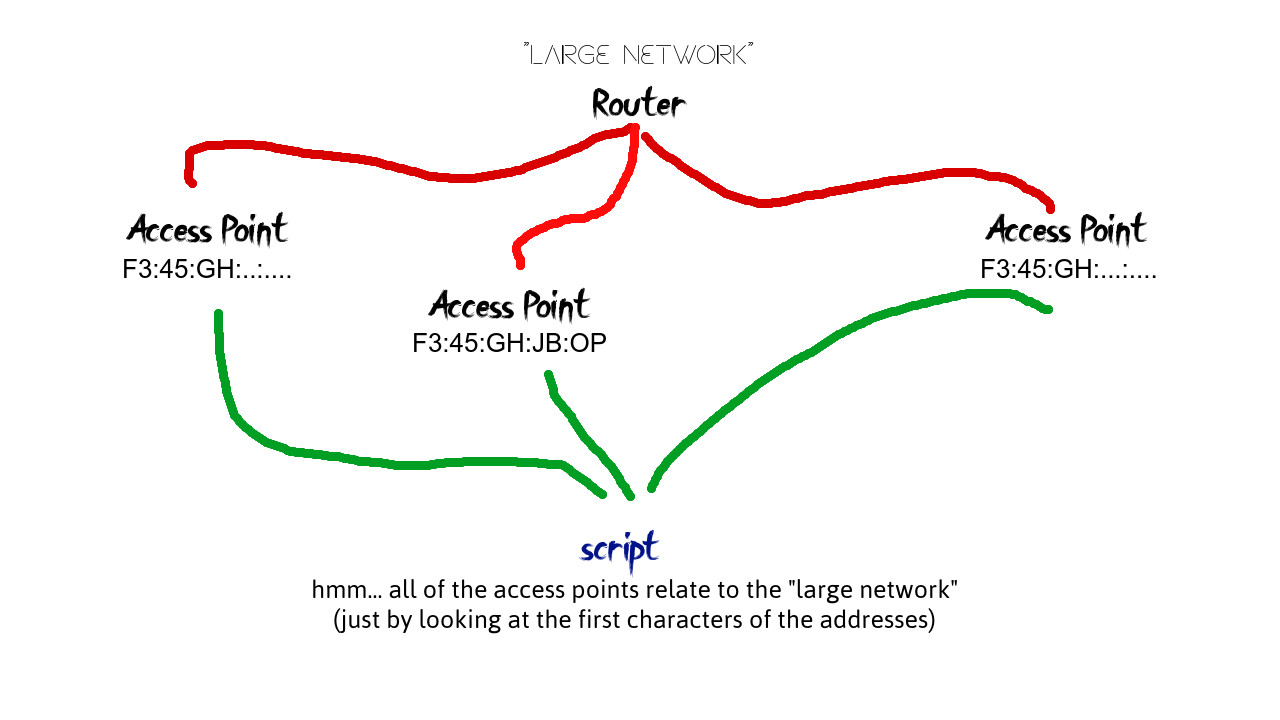 "LARGE NETWORK"
Router
Access Point
F3:45:GH:..:....
Access Point
F3:45:GH:JB:OP
Access Point
F3:45:GH:...:....
script
hmm... all of the access points relate to the "large network"
(just by looking at the first characters of the addresses)